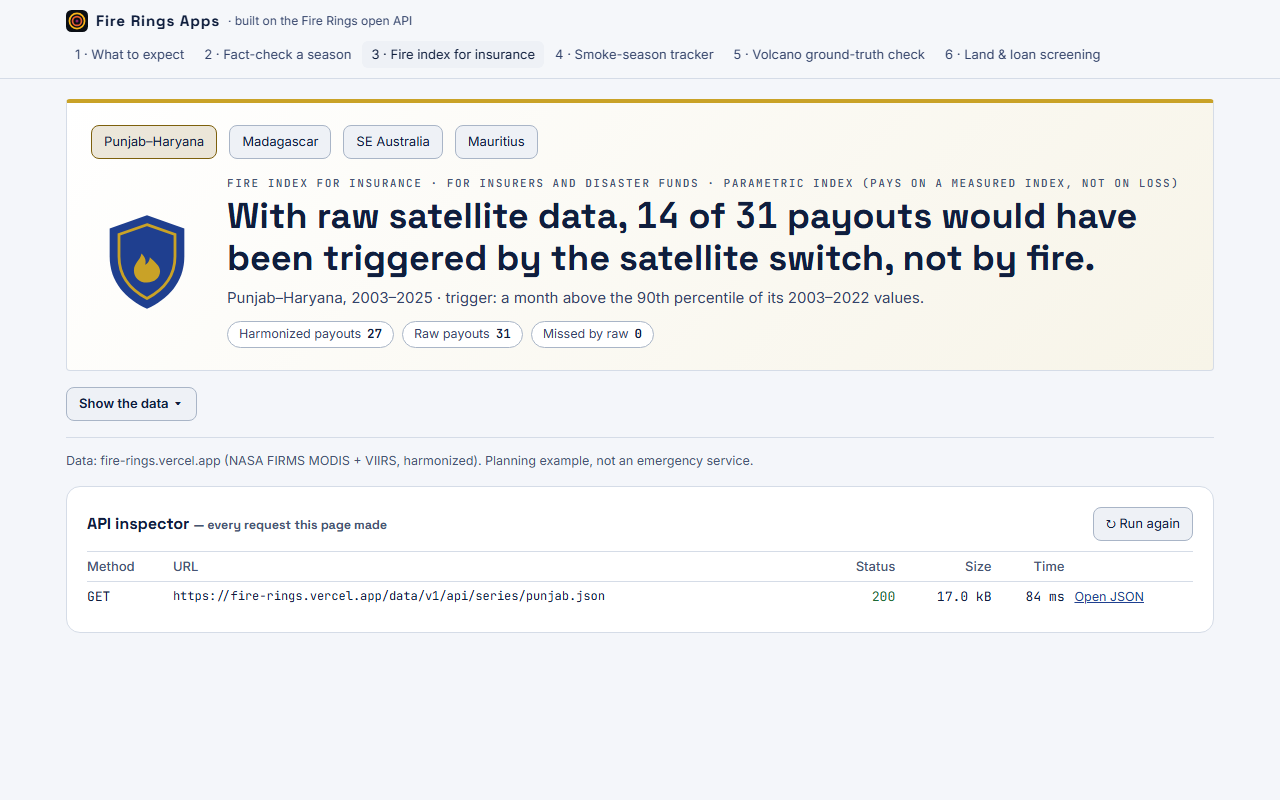 Fire Rings Apps · built on the Fire Rings open API
1 · What to expect 2 · Fact-check a season 3 · Fire index for insurance 4 · Smoke-season tracker 5 · Volcano ground-truth check 6 · Land & loan screening
Punjab–Haryana Madagascar SE Australia Mauritius
FIRE INDEX FOR INSURANCE · FOR INSURERS AND DISASTER FUNDS · PARAMETRIC INDEX (PAYS ON A MEASURED INDEX, NOT ON LOSS)
With raw satellite data, 14 of 31 payouts would have
been triggered by the satellite switch, not by fire.
Punjab–Haryana, 2003–2025 · trigger: a month above the 90th percentile of its 2003–2022 values.
Harmonized payouts 27 Raw payouts 31 Missed by raw 0
Show the data
Data: fire-rings.vercel.app (NASA FIRMS MODIS + VIIRS, harmonized). Planning example, not an emergency service.
API inspector — every request this page made ↻ Run again
Method URL Status Size Time
GET https://fire-rings.vercel.app/data/v1/api/series/punjab.json 200 17.0 kB 84 ms Open JSON